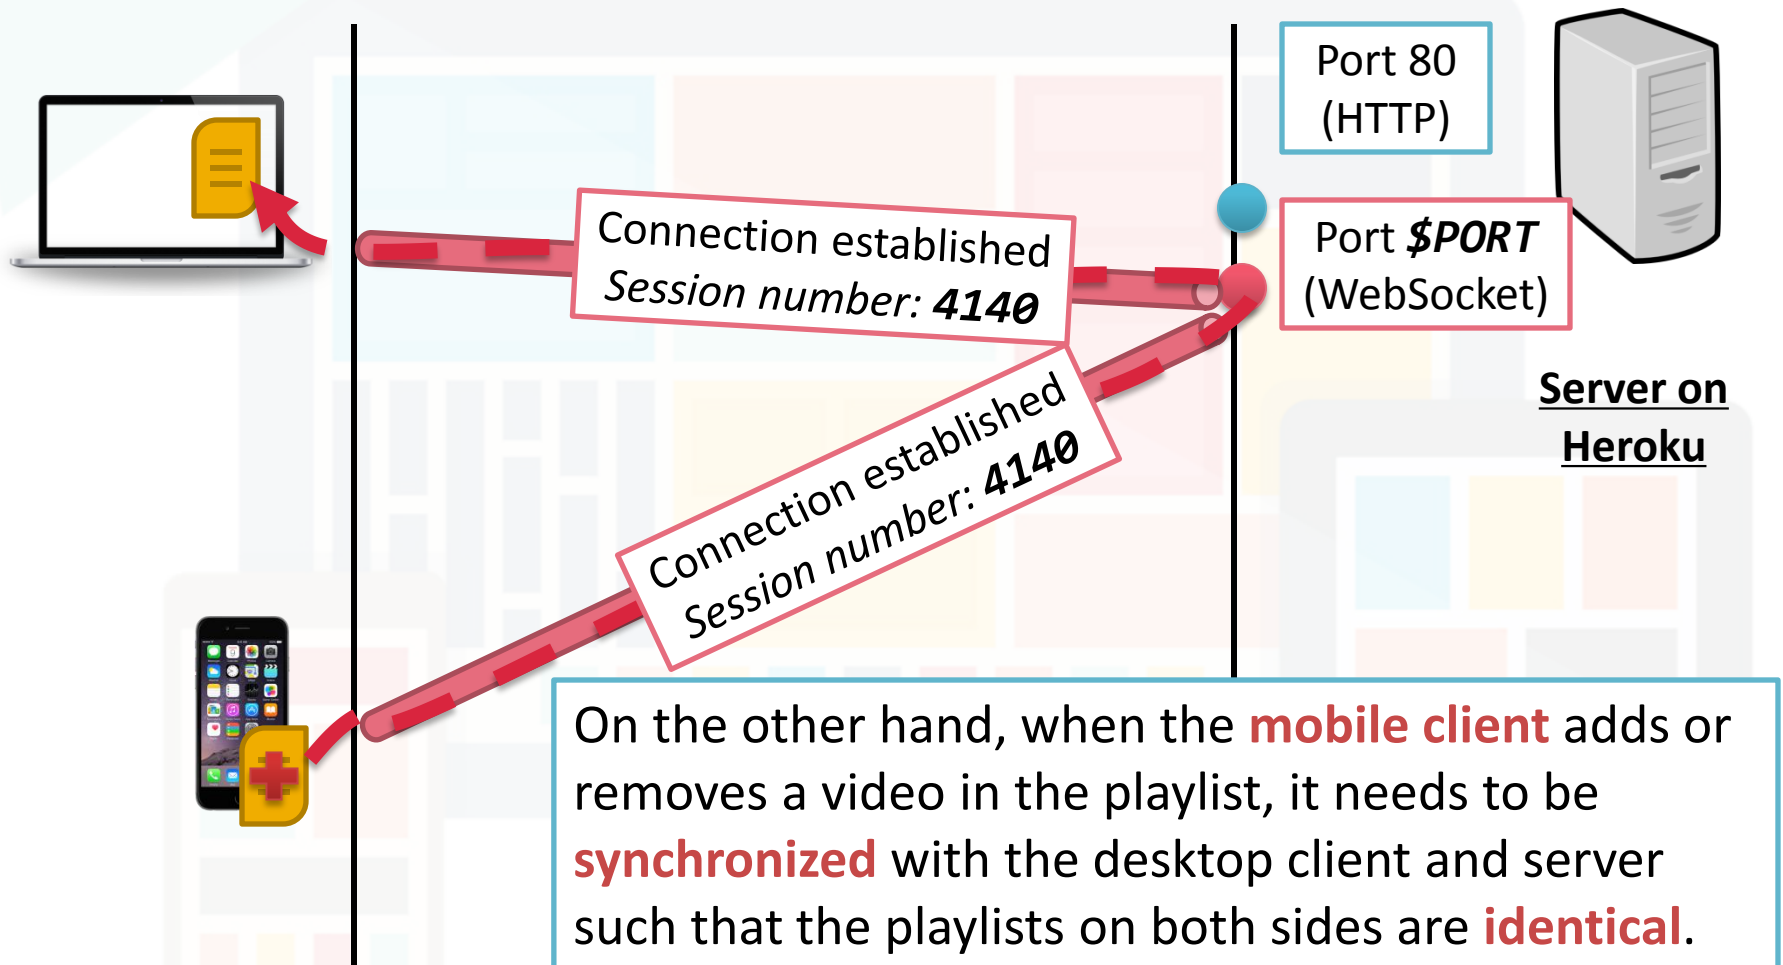 Port 80
(HTTP)
Connection established
Session number: 4140
Port $PORT
(WebSocket)
Server on
Heroku
Connection established
Session number: 4140
On the other hand, when the mobile client adds or
removes a video in the playlist, it needs to be
synchronized with the desktop client and server
such that the playlists on both sides are identical.